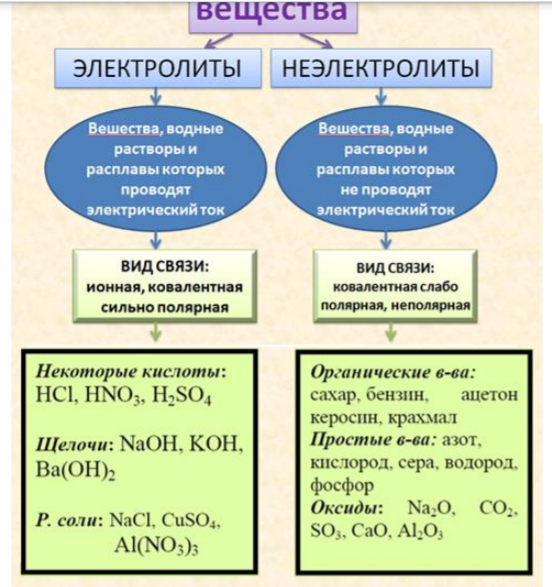 вещества
ЭЛЕКТРОЛИТЫ
НЕЭЛЕКТРОЛИТЫ
Вешества, водные
растворы и
расплавы которых
проводят
электрический ток
Вешества, водные
растворы и
расплавы которых
не проводят
электрический ток
ВИД СВЯЗИ:
ионная, ковалентная
сильно полярная
ВИД СВЯЗИ:
ковалентная слабо
полярная, неполярная
Некоторые кислоты:
HCl, HNO₃, H₂SO₄
Щелочи: NaOH, KOH,
Ba(OH)₂
Р. соли: NaCl, CuSO₄,
Al(NO₃)₃
Органические в-ва:
сахар, бензин, ацетон
керосин, крахмал
Простые в-ва: азот,
кислород, сера, водород,
фосфор
Оксиды: Na₂O, CO₂,
SO₃, CaO, Al₂O₃